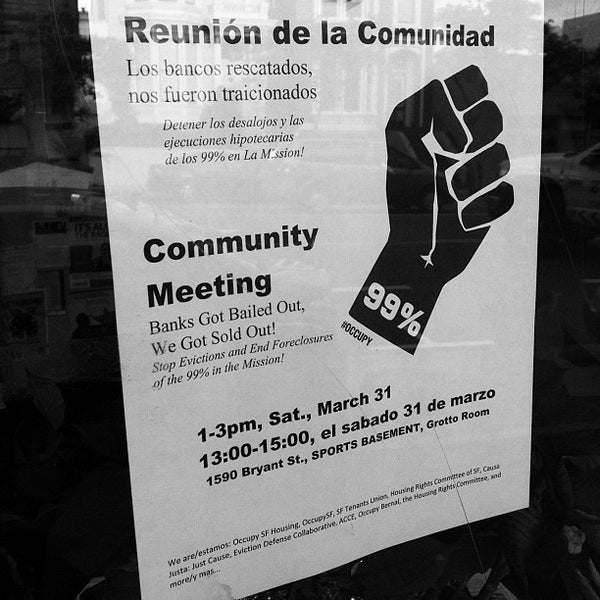 Reunión de la Comunidad
Los bancos rescatados,
nos fueron traicionados
Detener los desalojos y las
ejecuciones hipotecarias
de los 99% en La Mission!
Community
Meeting
Banks Got Bailed Out,
We Got Sold Out!
Stop Evictions and End Foreclosures
of the 99% in the Mission!
99%
#OCCUPY
1-3pm, Sat., March 31
13:00-15:00, el sabado 31 de marzo
1590 Bryant St., SPORTS BASEMENT, Grotto Room
We are/estamos: Occupy SF Housing, OccupySF, SF Tenants Union, Housing Rights Committee of SF, Causa
Justa: Just Cause, Eviction Defense Collaborative, ACCE, Occupy Bernal, the Housing Rights Committee, and
more/y mas...